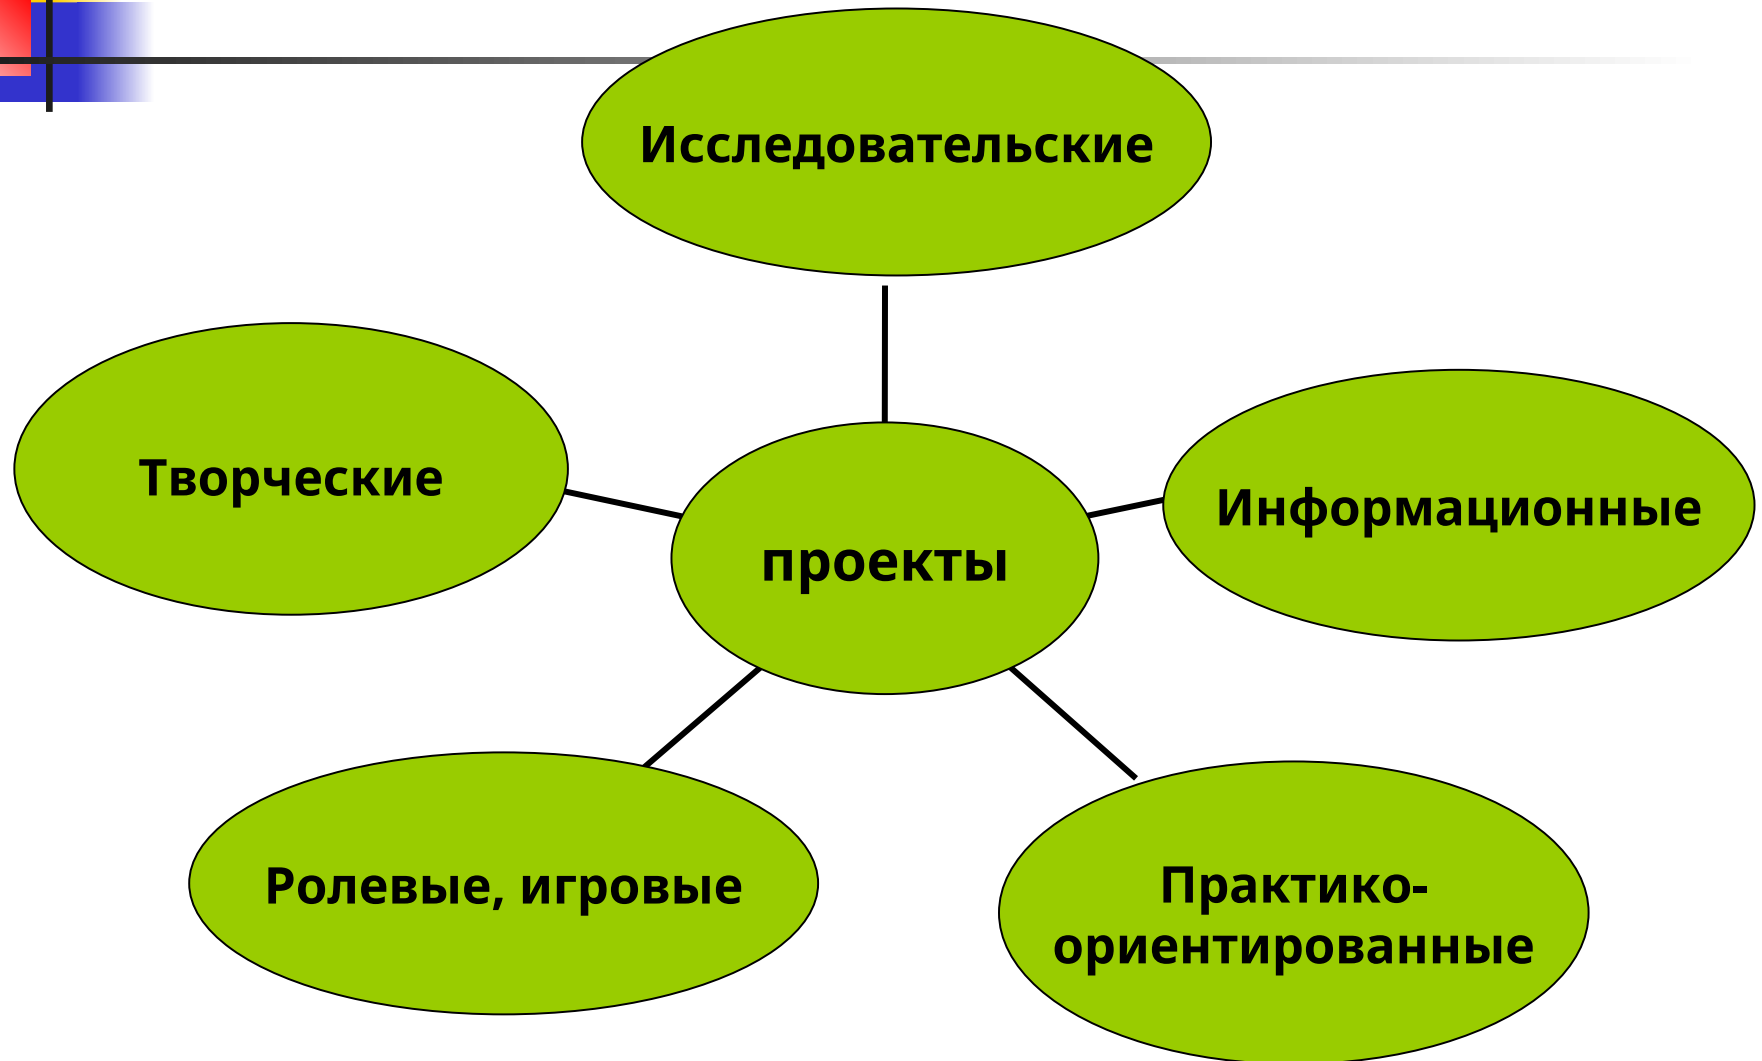 Исследовательские
Творческие
Информационные
проекты
Ролевые, игровые
Практико-
ориентированные